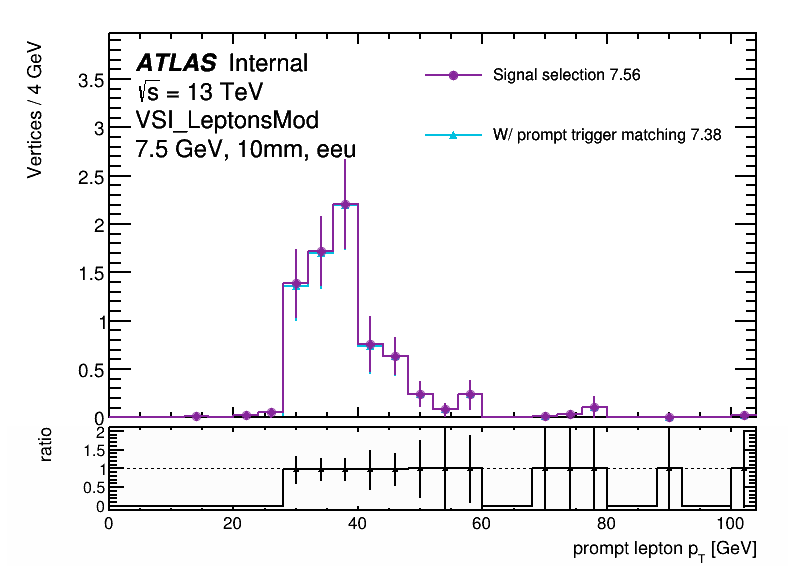 ATLAS Internal
√s = 13 TeV
VSI_LeptonsMod
7.5 GeV, 10mm, eeu
Signal selection 7.56
W/ prompt trigger matching 7.38
Vertices / 4 GeV
3.5
3
2.5
2
1.5
1
0.5
0
ratio
2
1.5
1
0.5
0
0 20 40 60 80 100
prompt lepton pT [GeV]